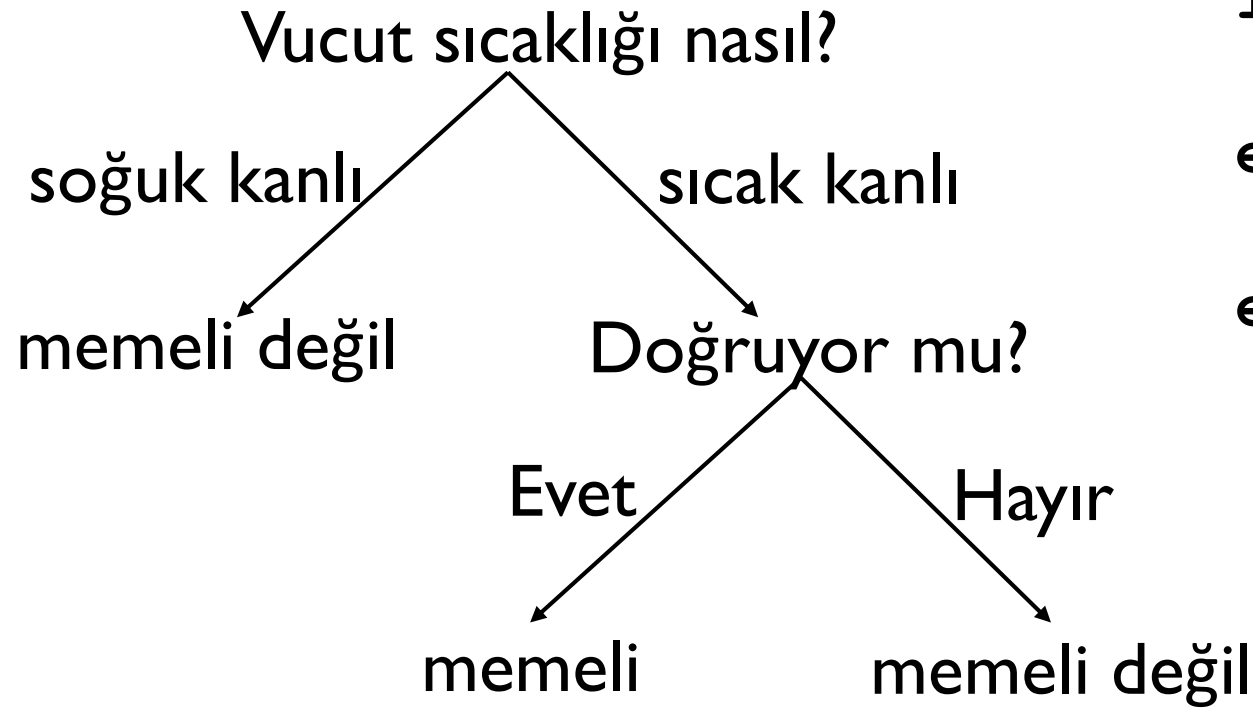 Vucut sıcaklığı nasıl?
soğuk kanlı
sıcak kanlı
memeli değil
Doğruyor mu?
Evet
Hayır
memeli
memeli değil